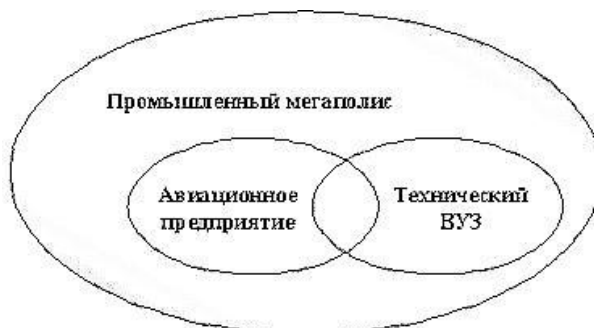 Промышленный мегаполис
Авиационное
предприятие
Технический
ВУЗ